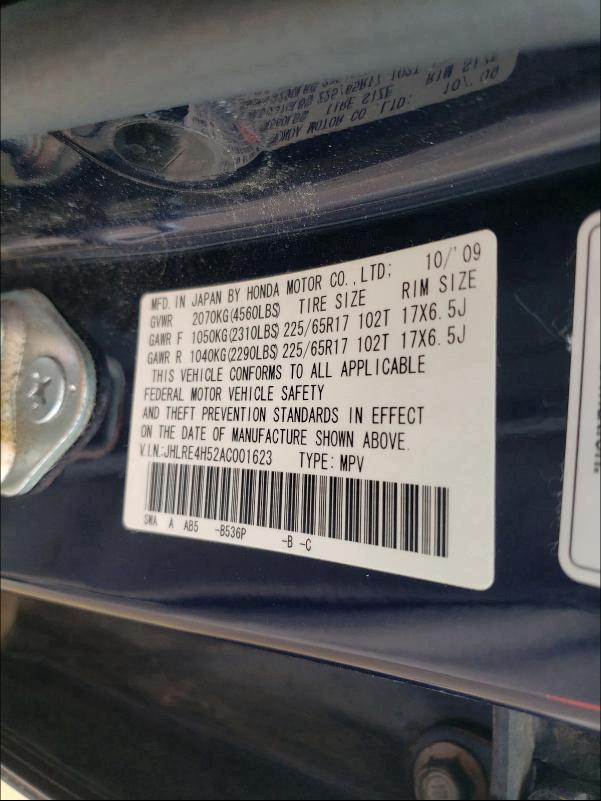 MFD. IN JAPAN BY HONDA MOTOR CO.,LTD; 10/'09
GVWR 2070KG(4560LBS) TIRE SIZE RIM SIZE
GAWR F 1050KG(2310LBS) 225/65R17 102T 17X6.5J
GAWR R 1040KG(2290LBS) 225/65R17 102T 17X6.5J
THIS VEHICLE CONFORMS TO ALL APPLICABLE
FEDERAL MOTOR VEHICLE SAFETY
AND THEFT PREVENTION STANDARDS IN EFFECT
ON THE DATE OF MANUFACTURE SHOWN ABOVE.
V.I.N.:JHLRE4H52AC001623 TYPE: MPV
SWA A AB5 -B536P -B -C